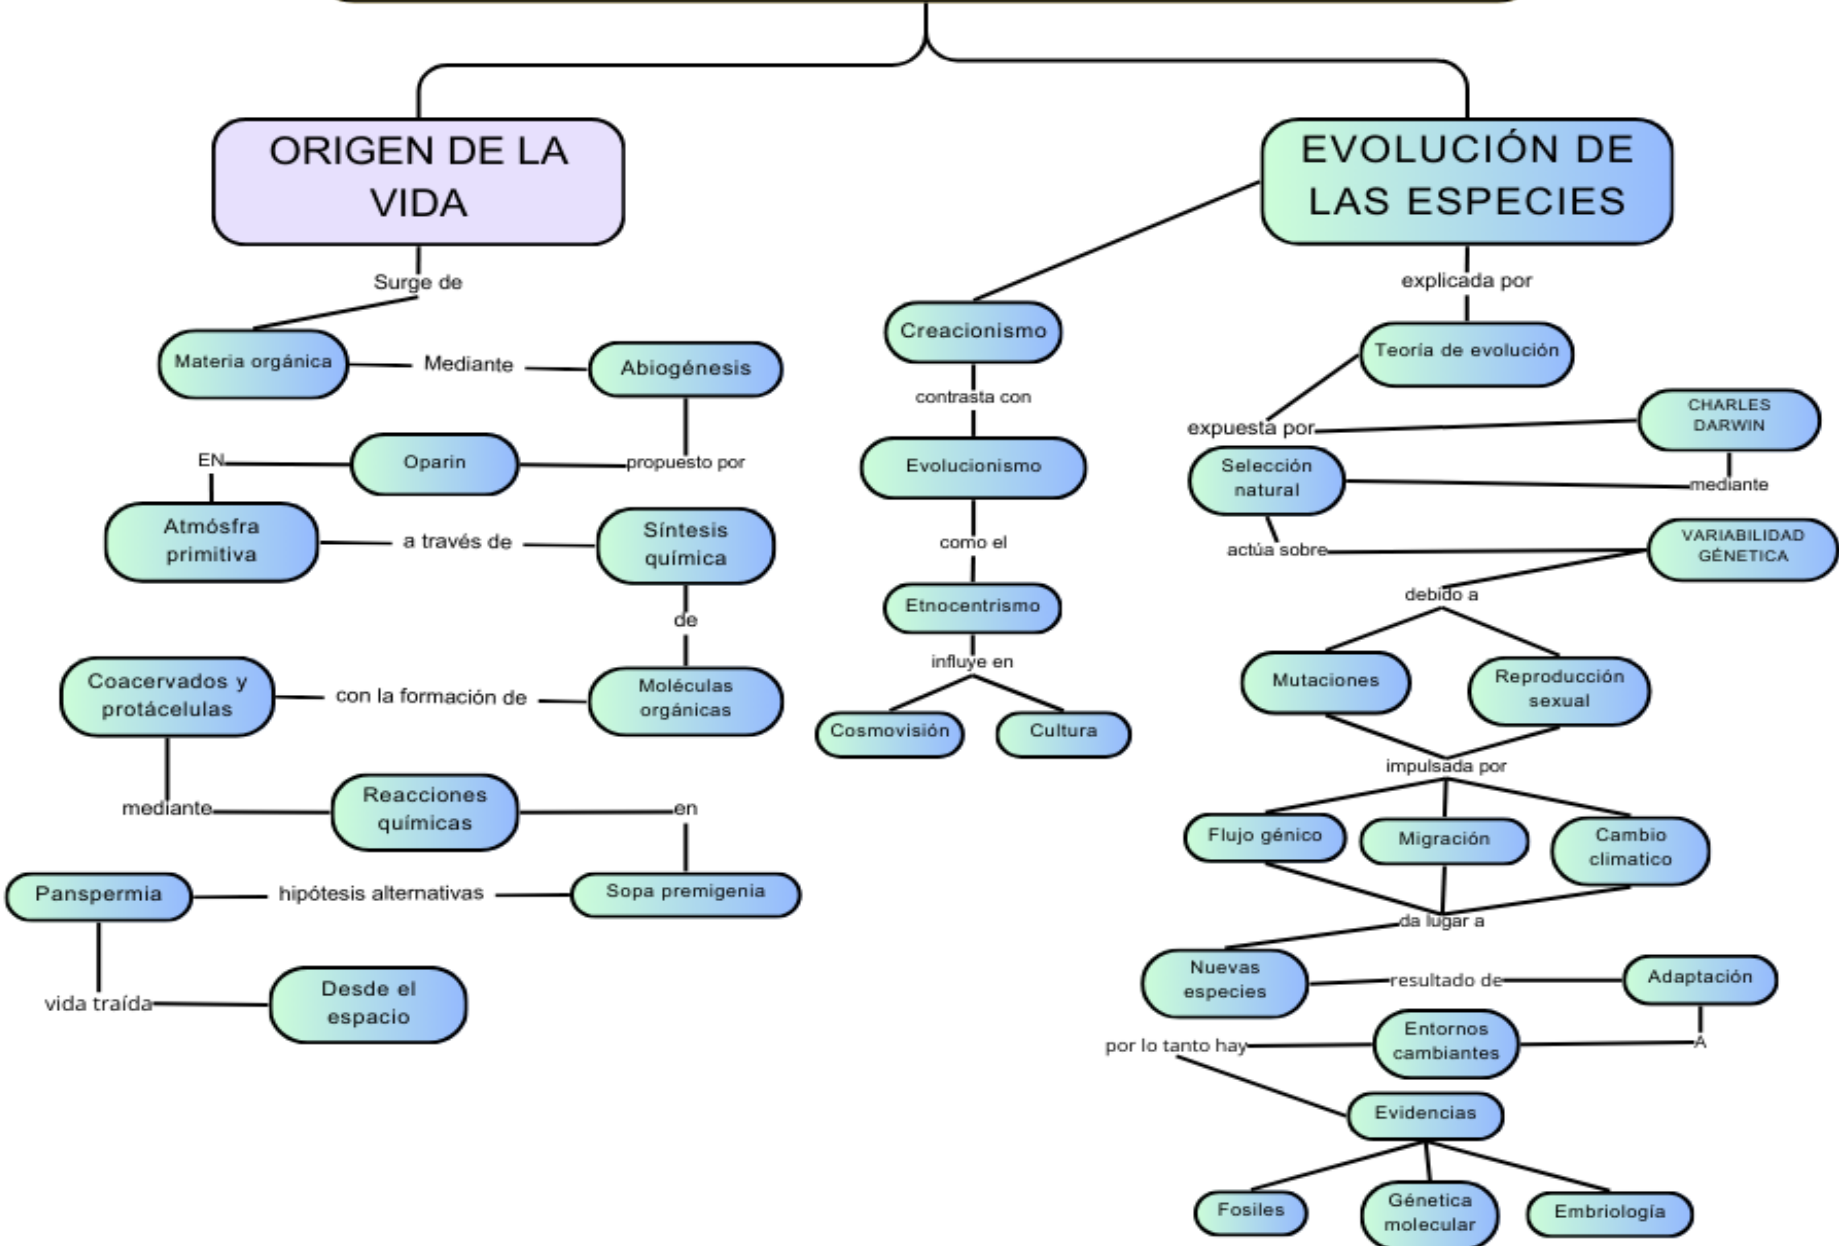 ORIGEN DE LA
VIDA
Surge de
Materia orgánica
Mediante
Abiogénesis
propuesto por
Oparin
EN
Atmósfra
primitiva
a través de
Síntesis
química
de
Moléculas
orgánicas
con la formación de
Coacervados y
protácelulas
mediante
Reacciones
químicas
en
Sopa premigenia
hipótesis alternativas
Panspermia
vida traída
Desde el
espacio
EVOLUCIÓN DE
LAS ESPECIES
Creacionismo
contrasta con
Evolucionismo
como el
Etnocentrismo
influye en
Cosmovisión
Cultura
explicada por
Teoría de evolución
expuesta por
CHARLES
DARWIN
mediante
Selección
natural
actúa sobre
VARIABILIDAD
GÉNETICA
debido a
Mutaciones
Reproducción
sexual
impulsada por
Flujo génico
Migración
Cambio
climatico
da lugar a
Nuevas
especies
resultado de
Adaptación
A
Entornos
cambiantes
por lo tanto hay
Evidencias
Fosiles
Génetica
molecular
Embriología